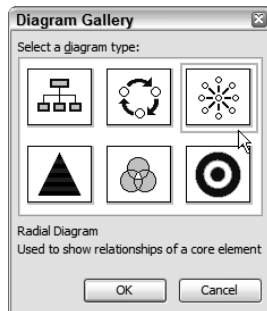 Diagram Gallery
Select a diagram type:
Radial Diagram
Used to show relationships of a core element
OK
Cancel